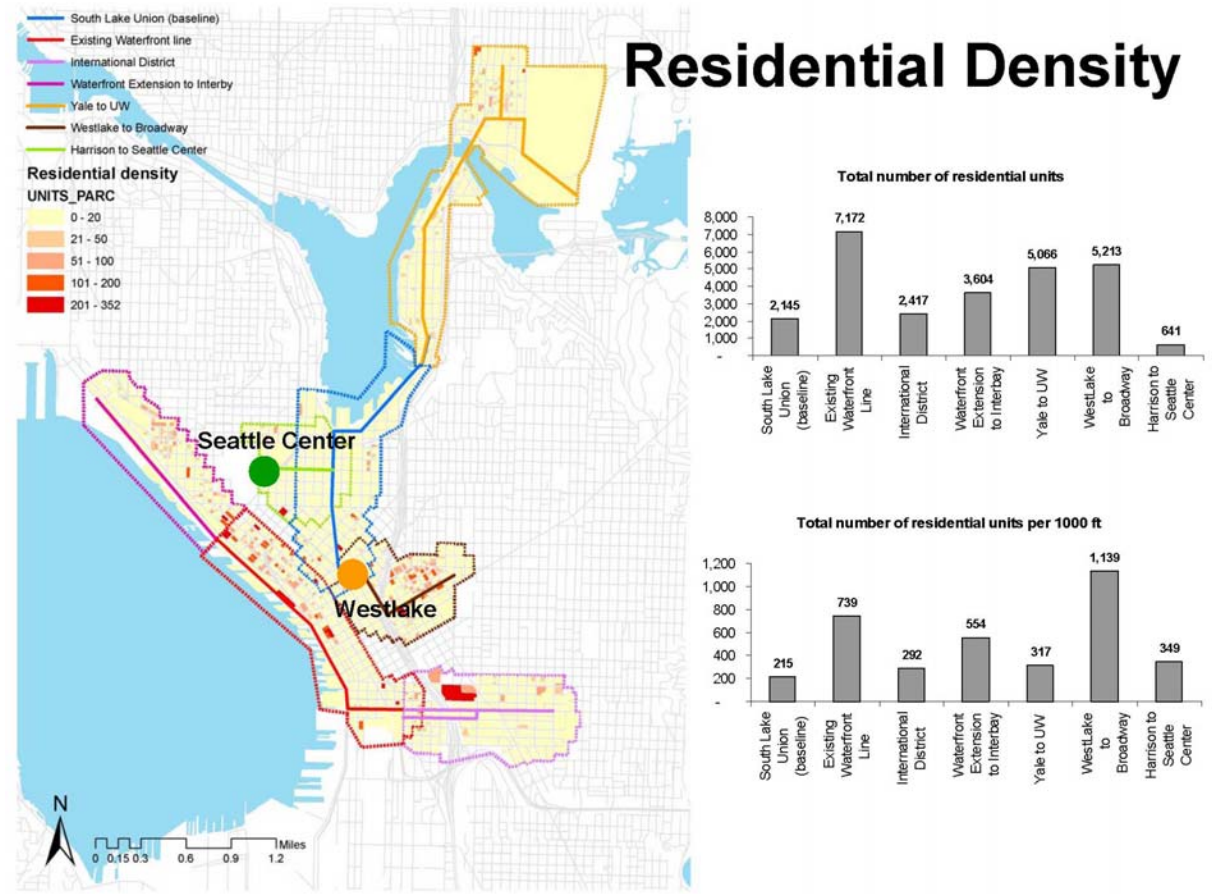 South Lake Union (baseline)
Existing Waterfront line
International District
Waterfront Extension to Interby
Yale to UW
Westlake to Broadway
Harrison to Seattle Center
Residential density
UNITS_PARC
0 - 20
21 - 50
51 - 100
101 - 200
201 - 352
Seattle Center
Westlake
N
Miles
0 0.15 0.3 0.6 0.9 1.2
Residential Density
Total number of residential units
8,000
7,000
6,000
5,000
4,000
3,000
2,000
1,000
-
2,145
7,172
2,417
3,604
5,066
5,213
641
South Lake
Union
(baseline)
Existing
Waterfront
Line
International
District
Waterfront
Extension
to Interbay
Yale to UW
WestLake
to
Broadway
Harrison to
Seattle
Center
Total number of residential units per 1000 ft
1,200
1,000
800
600
400
200
-
215
739
292
554
317
1,139
349
South Lake
Union
(baseline)
Existing
Waterfront
Line
International
District
Waterfront
Extension
to Interbay
Yale to UW
WestLake
to
Broadway
Harrison to
Seattle
Center